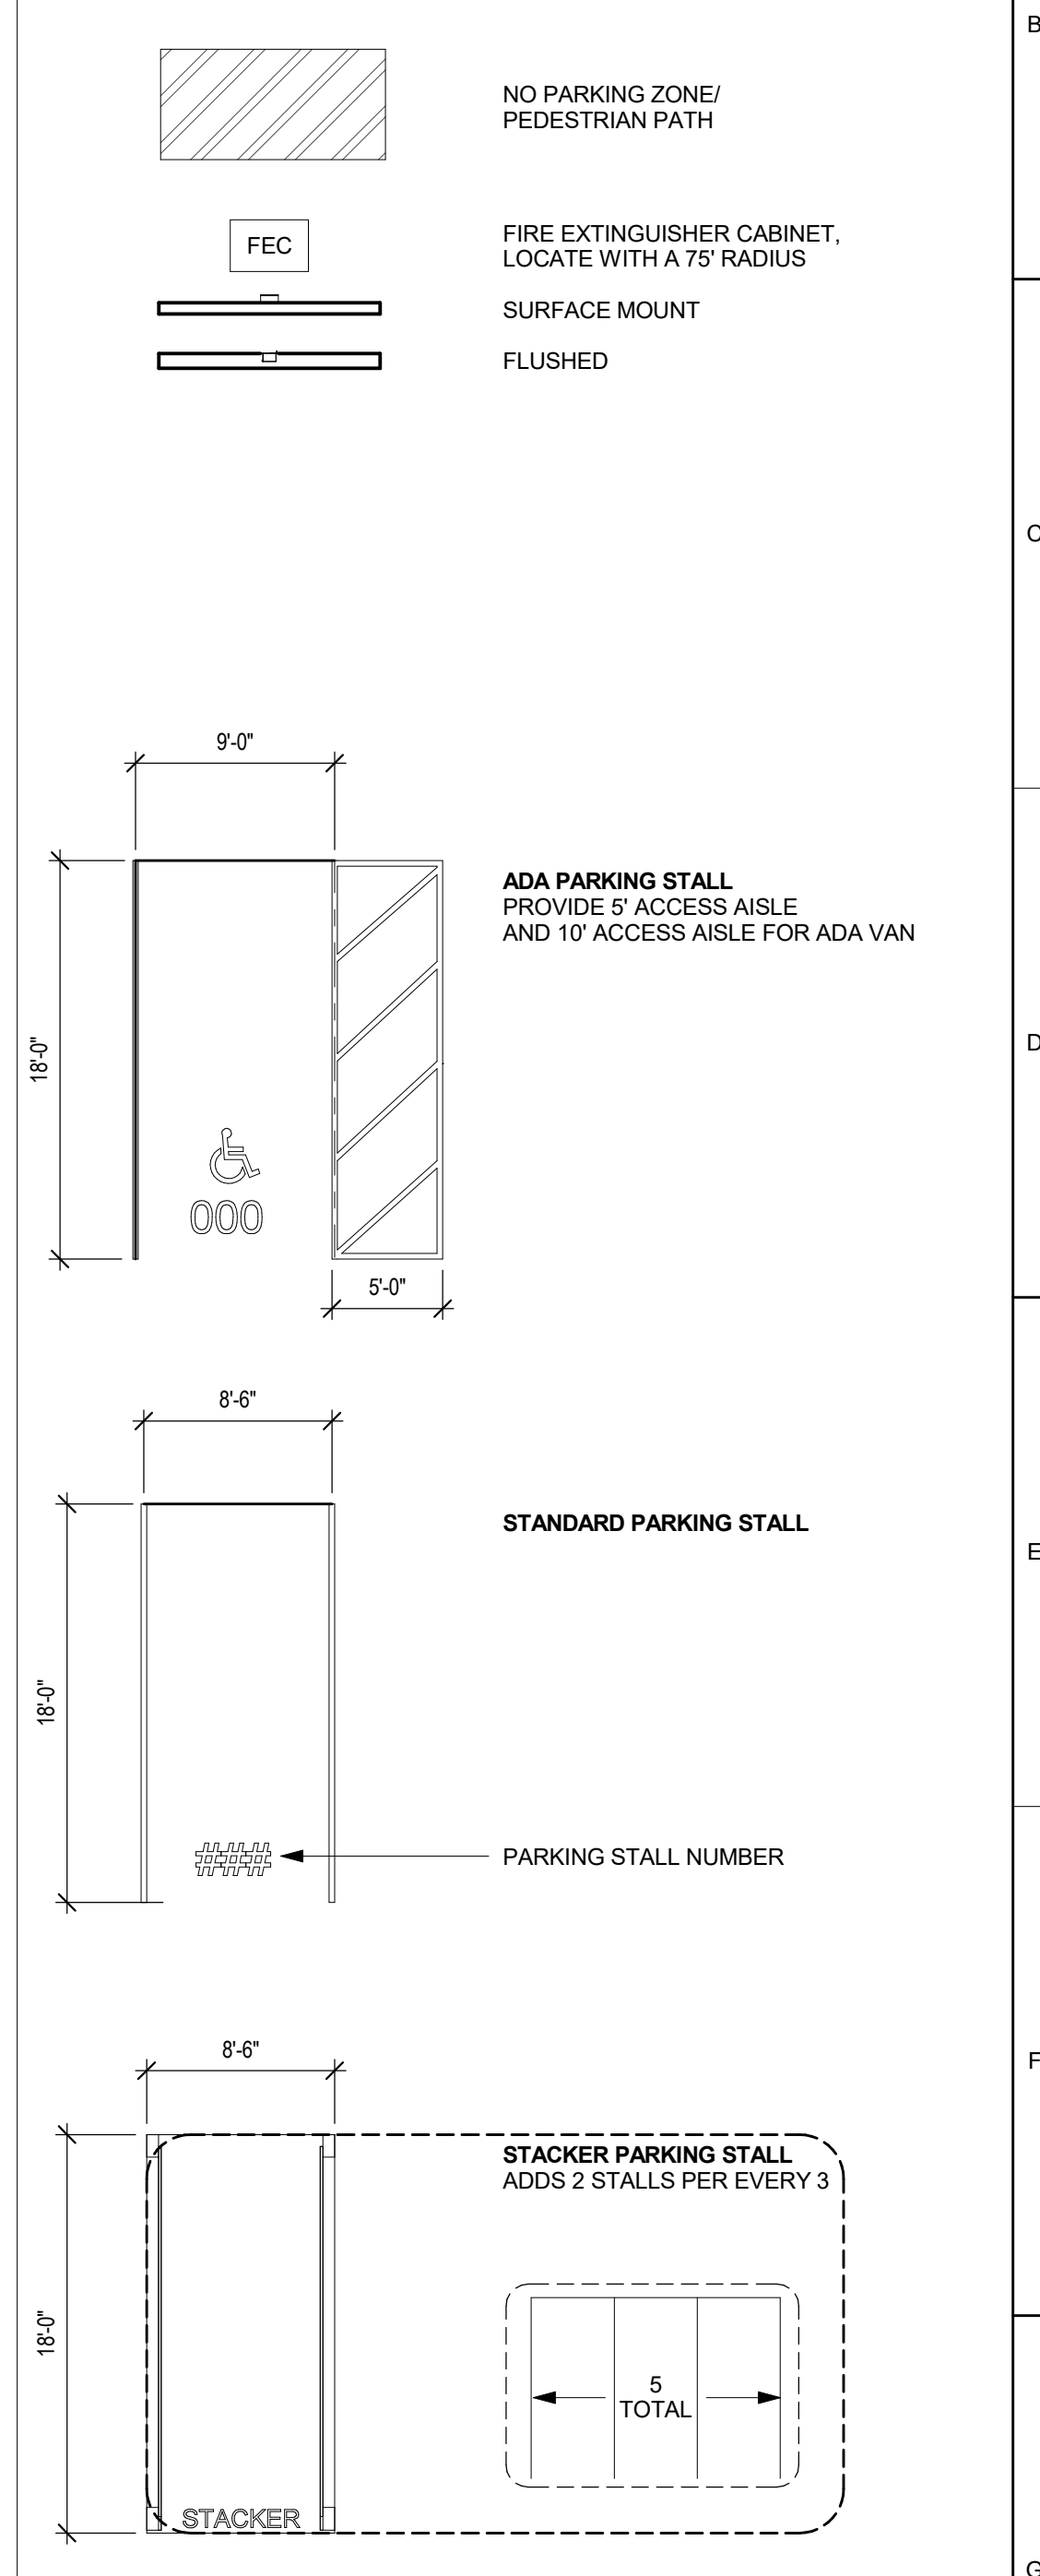 B
NO PARKING ZONE/
PEDESTRIAN PATH
FEC
FIRE EXTINGUISHER CABINET,
LOCATE WITH A 75' RADIUS
SURFACE MOUNT
FLUSHED
C
9'-0"
ADA PARKING STALL
PROVIDE 5' ACCESS AISLE
AND 10' ACCESS AISLE FOR ADA VAN
18'-0"
D
000
5'-0"
8'-6"
STANDARD PARKING STALL
E
18'-0"
###
PARKING STALL NUMBER
8'-6"
F
STACKER PARKING STALL
ADDS 2 STALLS PER EVERY 3
18'-0"
5
TOTAL
STACKER
G